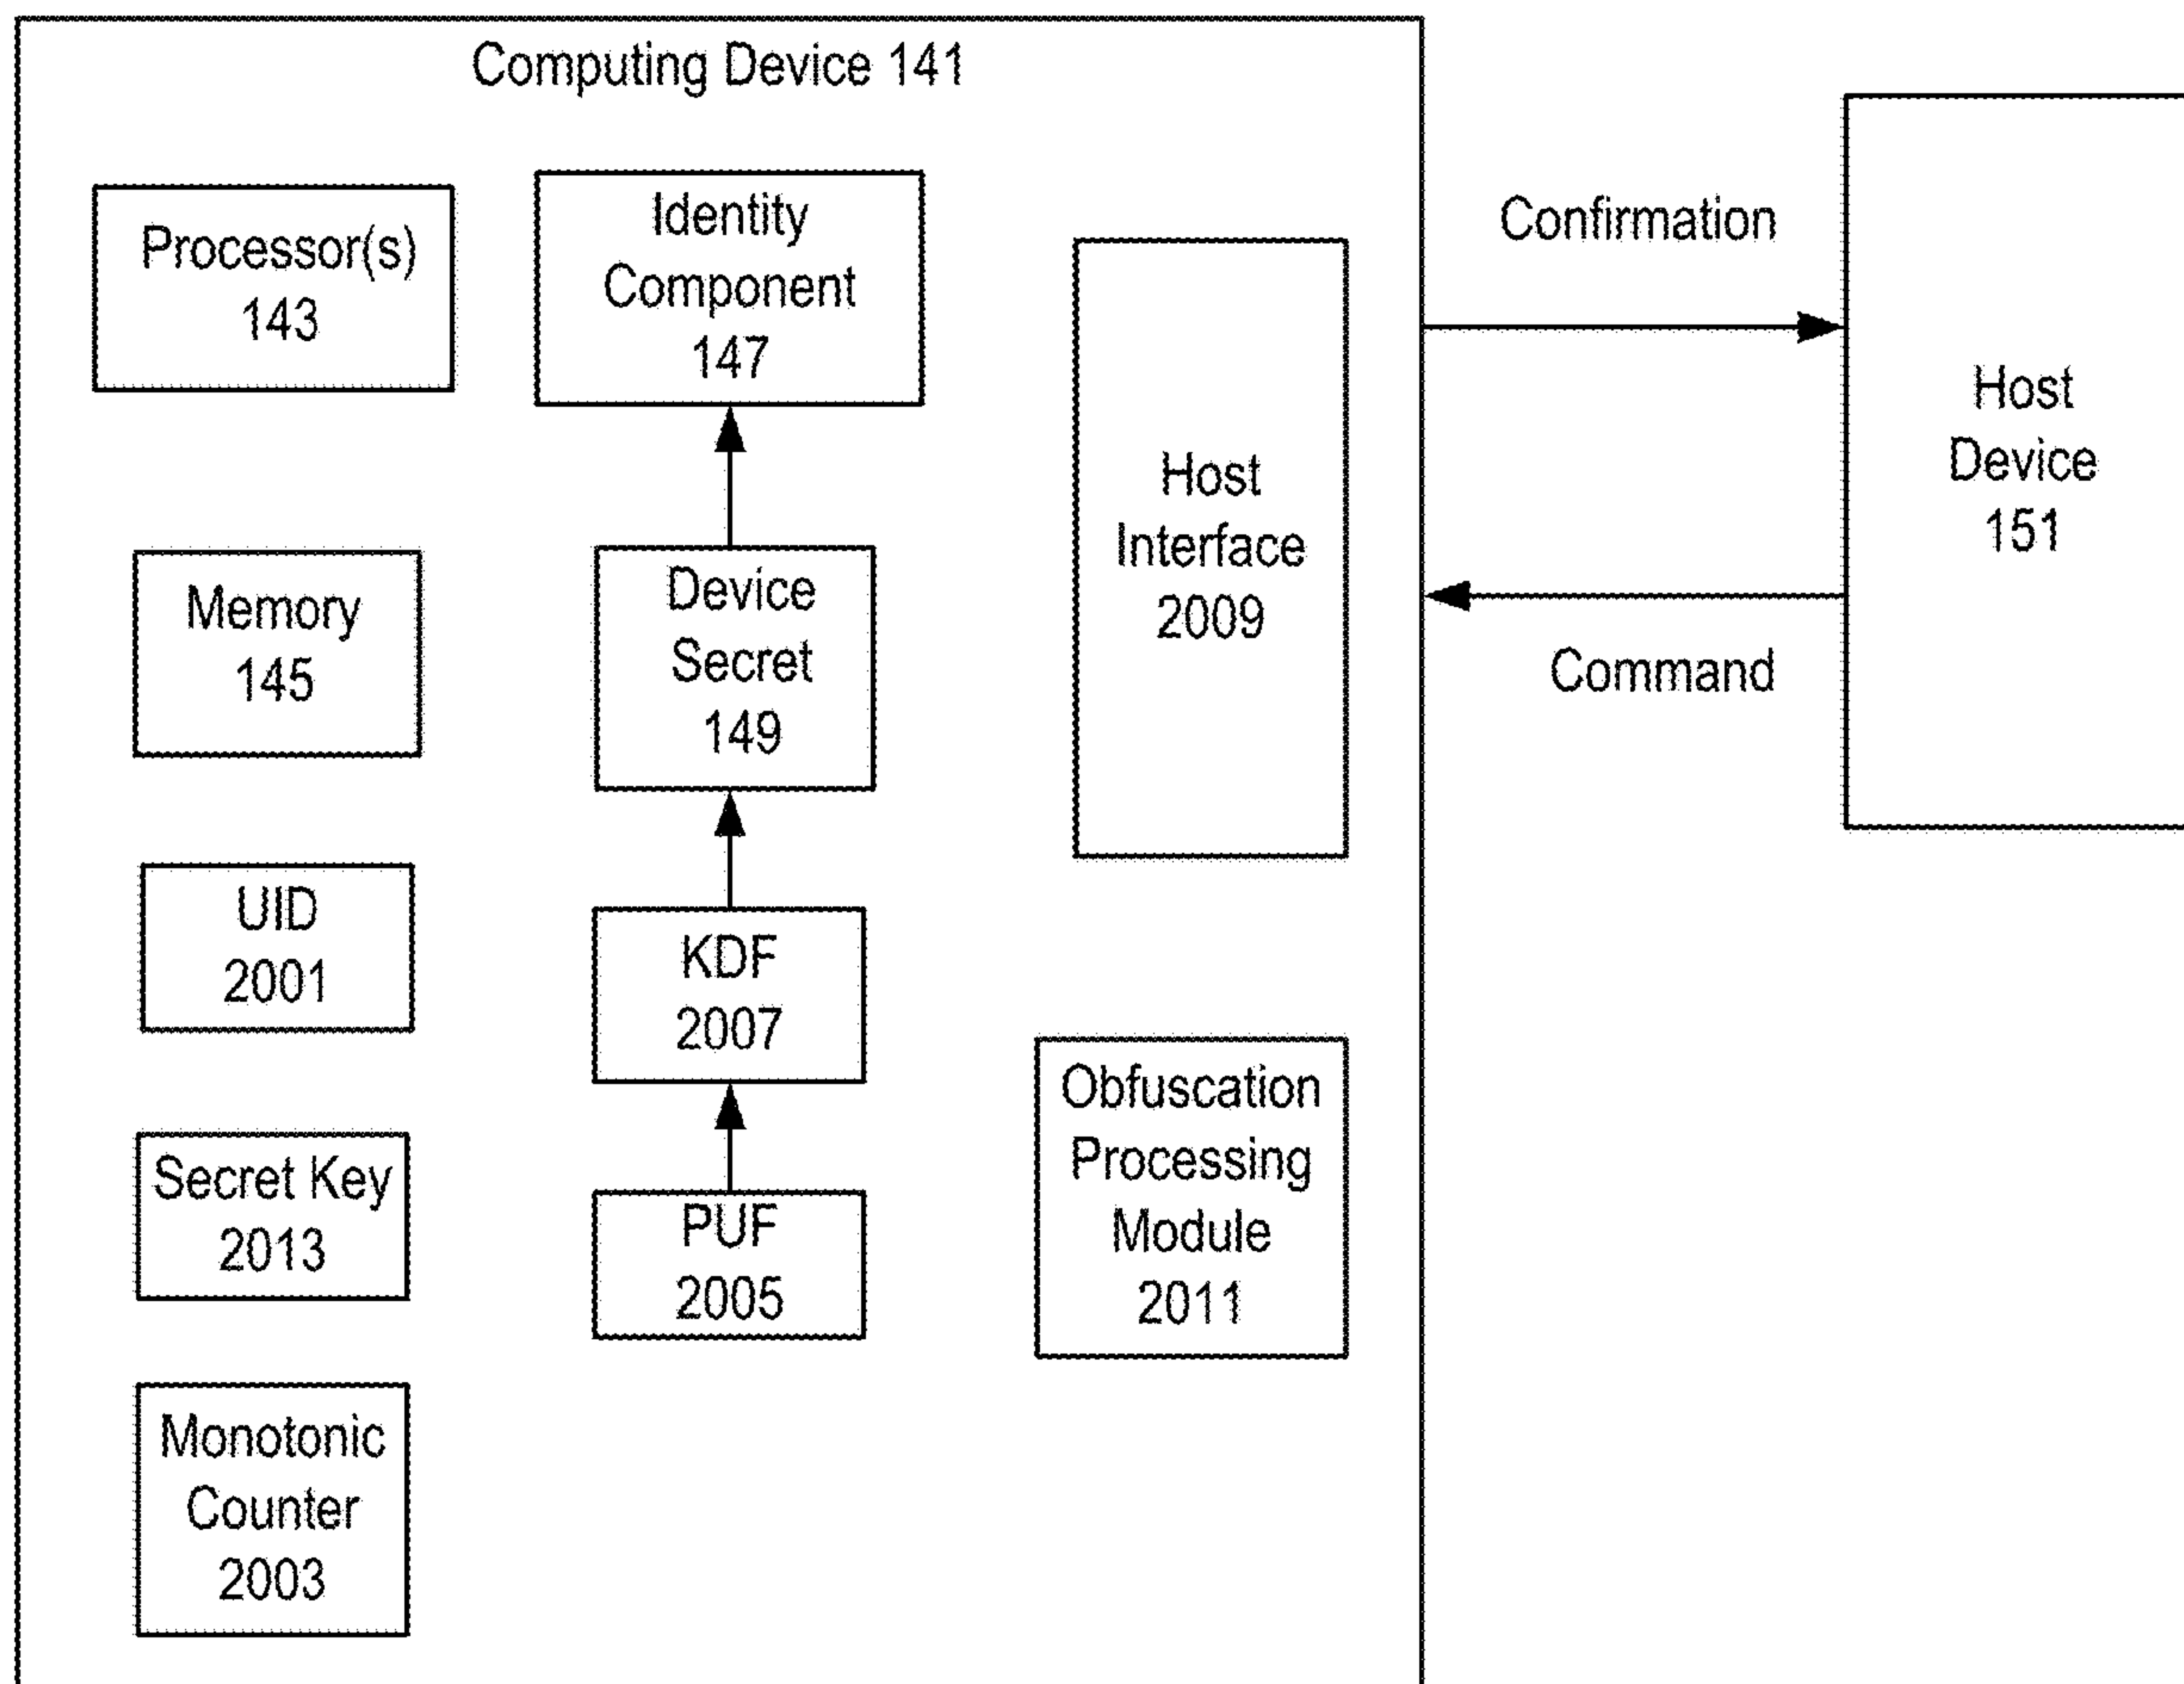 Computing Device 141
Processor(s)
143
Identity
Component
147
Memory
145
Device
Secret
149
UID
2001
KDF
2007
Secret Key
2013
PUF
2005
Monotonic
Counter
2003
Host
Interface
2009
Obfuscation
Processing
Module
2011
Confirmation
Command
Host
Device
151